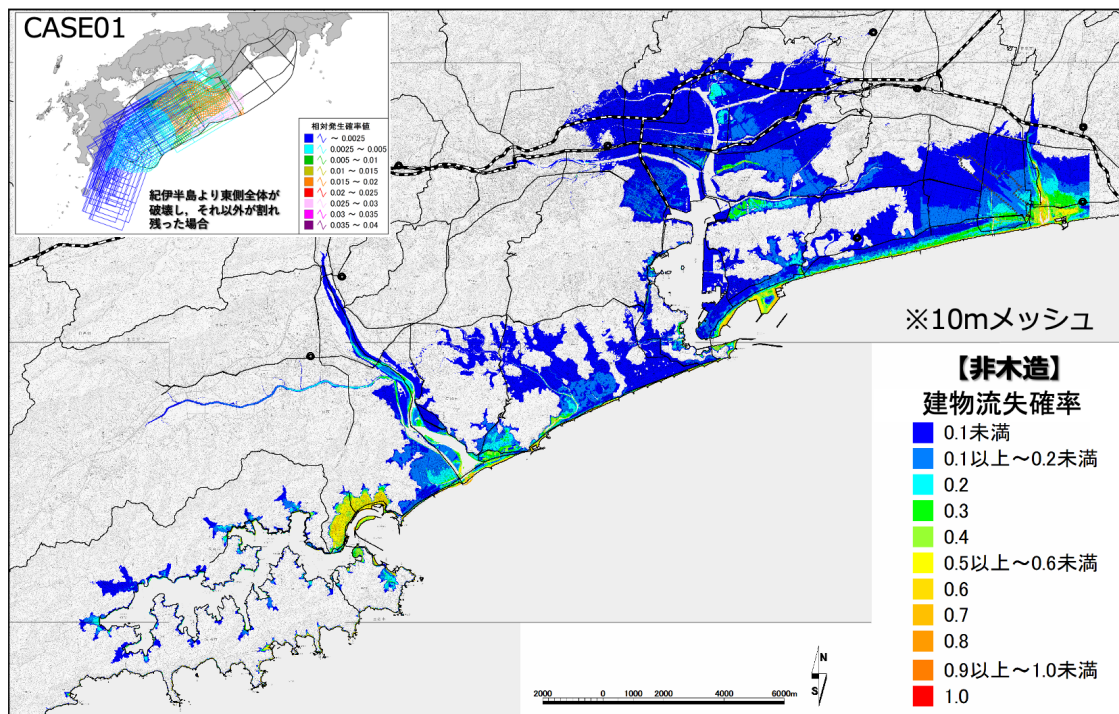 CASE01
相対発生確率値
～ 0.0025
0.0025 ～ 0.005
0.005 ～ 0.01
0.01 ～ 0.015
0.015 ～ 0.02
0.02 ～ 0.025
0.025 ～ 0.03
0.03 ～ 0.035
0.035 ～ 0.04
紀伊半島より東側全体が
破壊し，それ以外が割れ
残った場合
※10mメッシュ
【非木造】
建物流失確率
0.1未満
0.1以上～0.2未満
0.2
0.3
0.4
0.5以上～0.6未満
0.6
0.7
0.8
0.9以上～1.0未満
1.0
N
S
2000 0 2000 4000 6000m